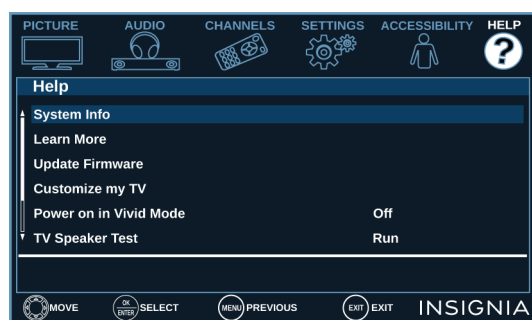 PICTURE AUDIO CHANNELS SETTINGS ACCESSIBILITY HELP
?
Help
System Info
Learn More
Update Firmware
Customize my TV
Power on in Vivid Mode Off
TV Speaker Test Run
MOVE OK ENTER SELECT MENU PREVIOUS EXIT EXIT INSIGNIA